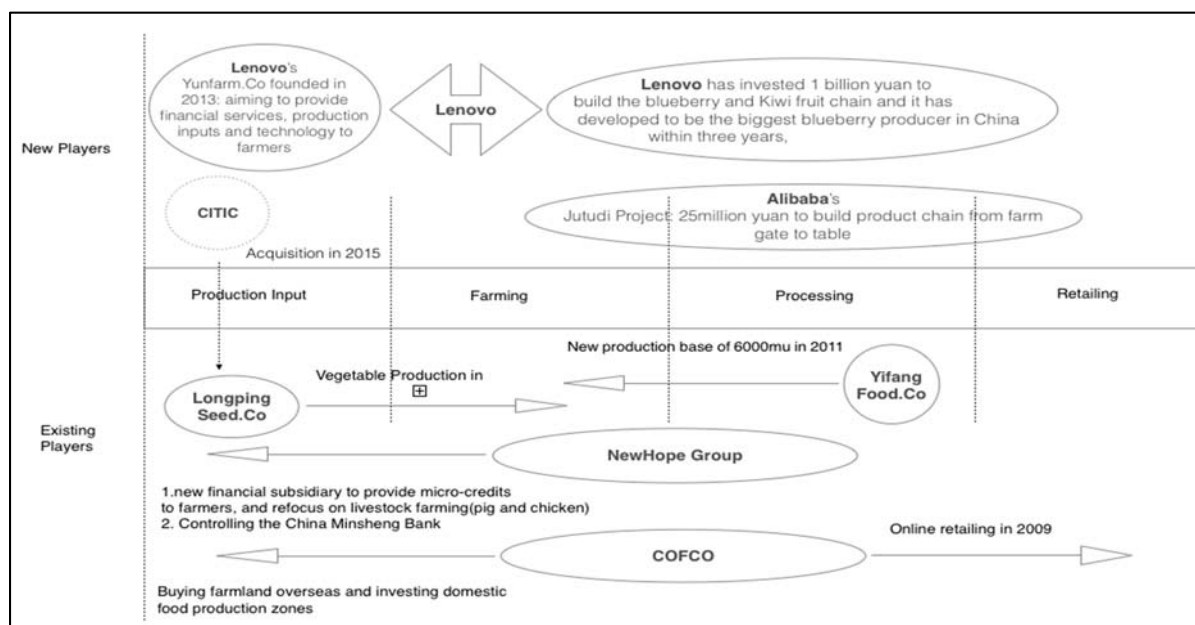 Lenovo's
Yunfarm.Co founded in
2013: aiming to provide
financial services, production
inputs and technology to
farmers
Lenovo
Lenovo has invested 1 billion yuan to
build the blueberry and Kiwi fruit chain and it has
developed to be the biggest blueberry producer in China
within three years,
New Players
CITIC
Alibaba's
Jutudi Project: 25million yuan to build product chain from farm
gate to table
Acquisition in 2015
Production Input
Farming
Processing
Retailing
New production base of 6000mu in 2011
Vegetable Production in
Longping
Seed.Co
Yifang
Food.Co
Existing
Players
NewHope Group
1.new financial subsidiary to provide micro-credits
to farmers, and refocus on livestock farming(pig and chicken)
2. Controlling the China Minsheng Bank
Online retailing in 2009
COFCO
Buying farmland overseas and investing domestic
food production zones